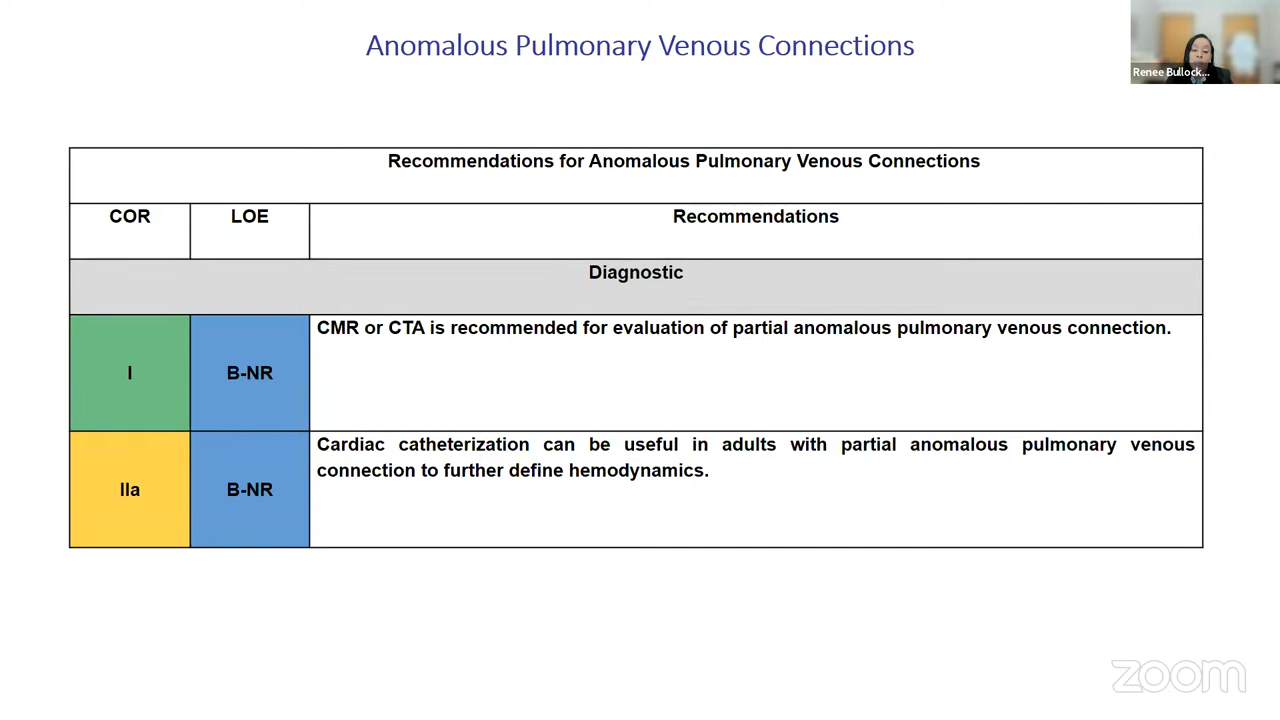 Anomalous Pulmonary Venous Connections
Renee Bullock...
Recommendations for Anomalous Pulmonary Venous Connections
COR LOE Recommendations
Diagnostic
I B-NR CMR or CTA is recommended for evaluation of partial anomalous pulmonary venous connection.
IIa B-NR Cardiac catheterization can be useful in adults with partial anomalous pulmonary venous
connection to further define hemodynamics.
zoom